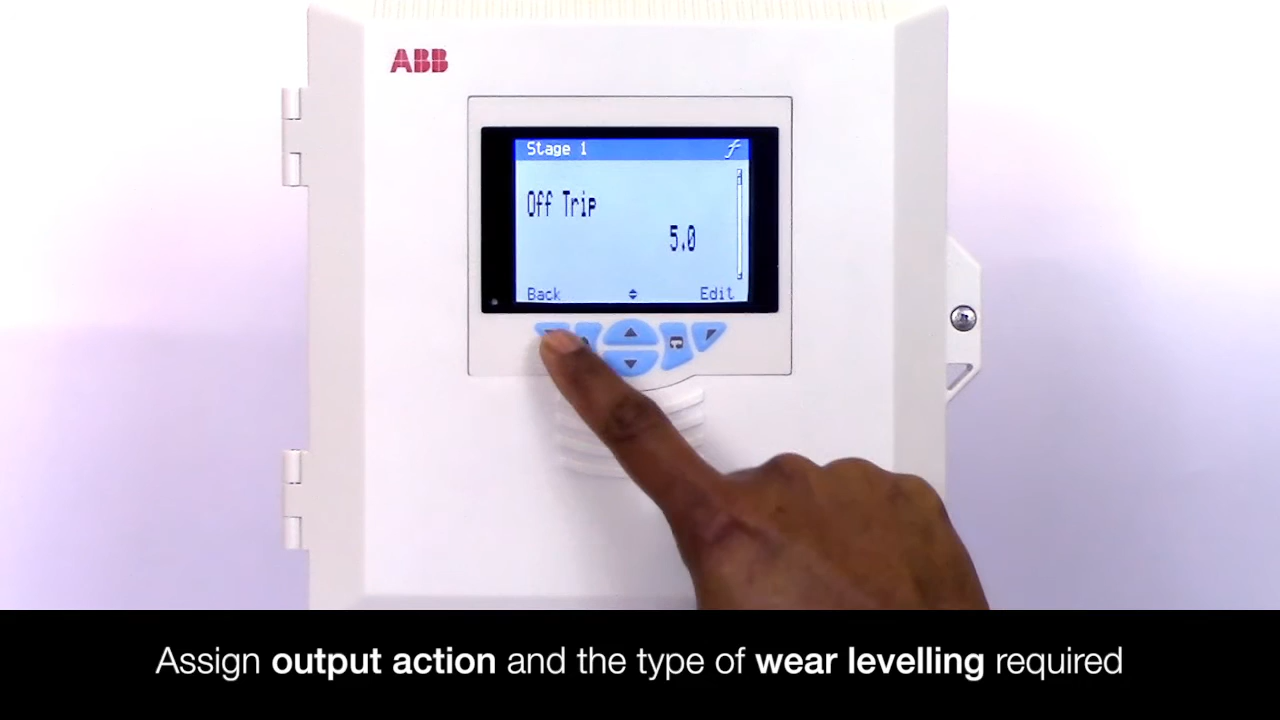 ABB
Stage 1
Off Trip
5.0
Back Edit
Assign output action and the type of wear levelling required